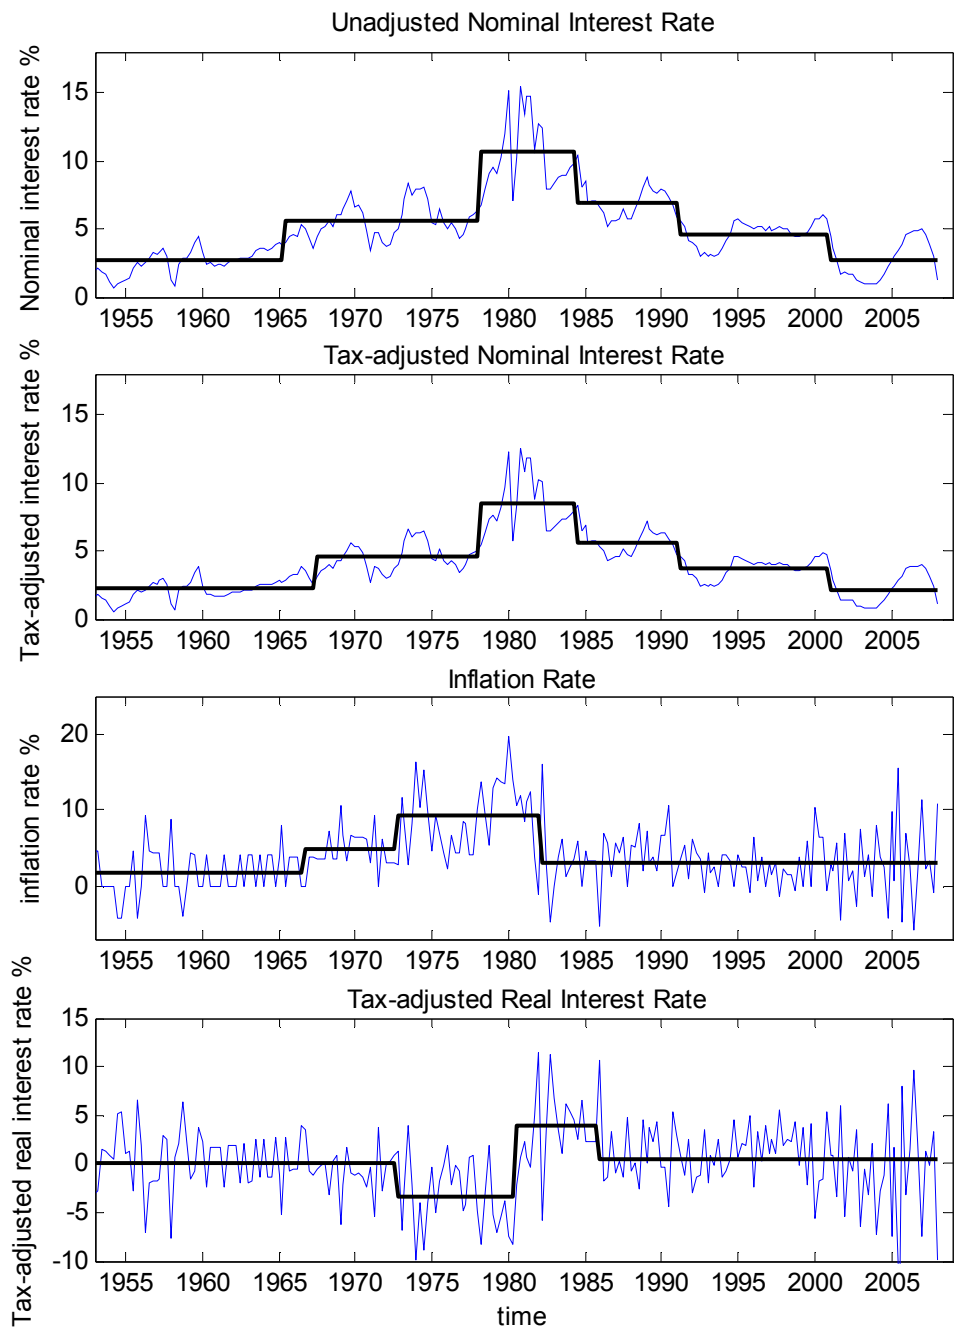 Unadjusted Nominal Interest Rate
Nominal interest rate %
15
10
5
0
1955 1960 1965 1970 1975 1980 1985 1990 1995 2000 2005
Tax-adjusted Nominal Interest Rate
Tax-adjusted interest rate %
15
10
5
0
1955 1960 1965 1970 1975 1980 1985 1990 1995 2000 2005
Inflation Rate
inflation rate %
20
10
0
1955 1960 1965 1970 1975 1980 1985 1990 1995 2000 2005
Tax-adjusted Real Interest Rate
Tax-adjusted real interest rate %
15
10
5
0
-5
-10
1955 1960 1965 1970 1975 1980 1985 1990 1995 2000 2005
time